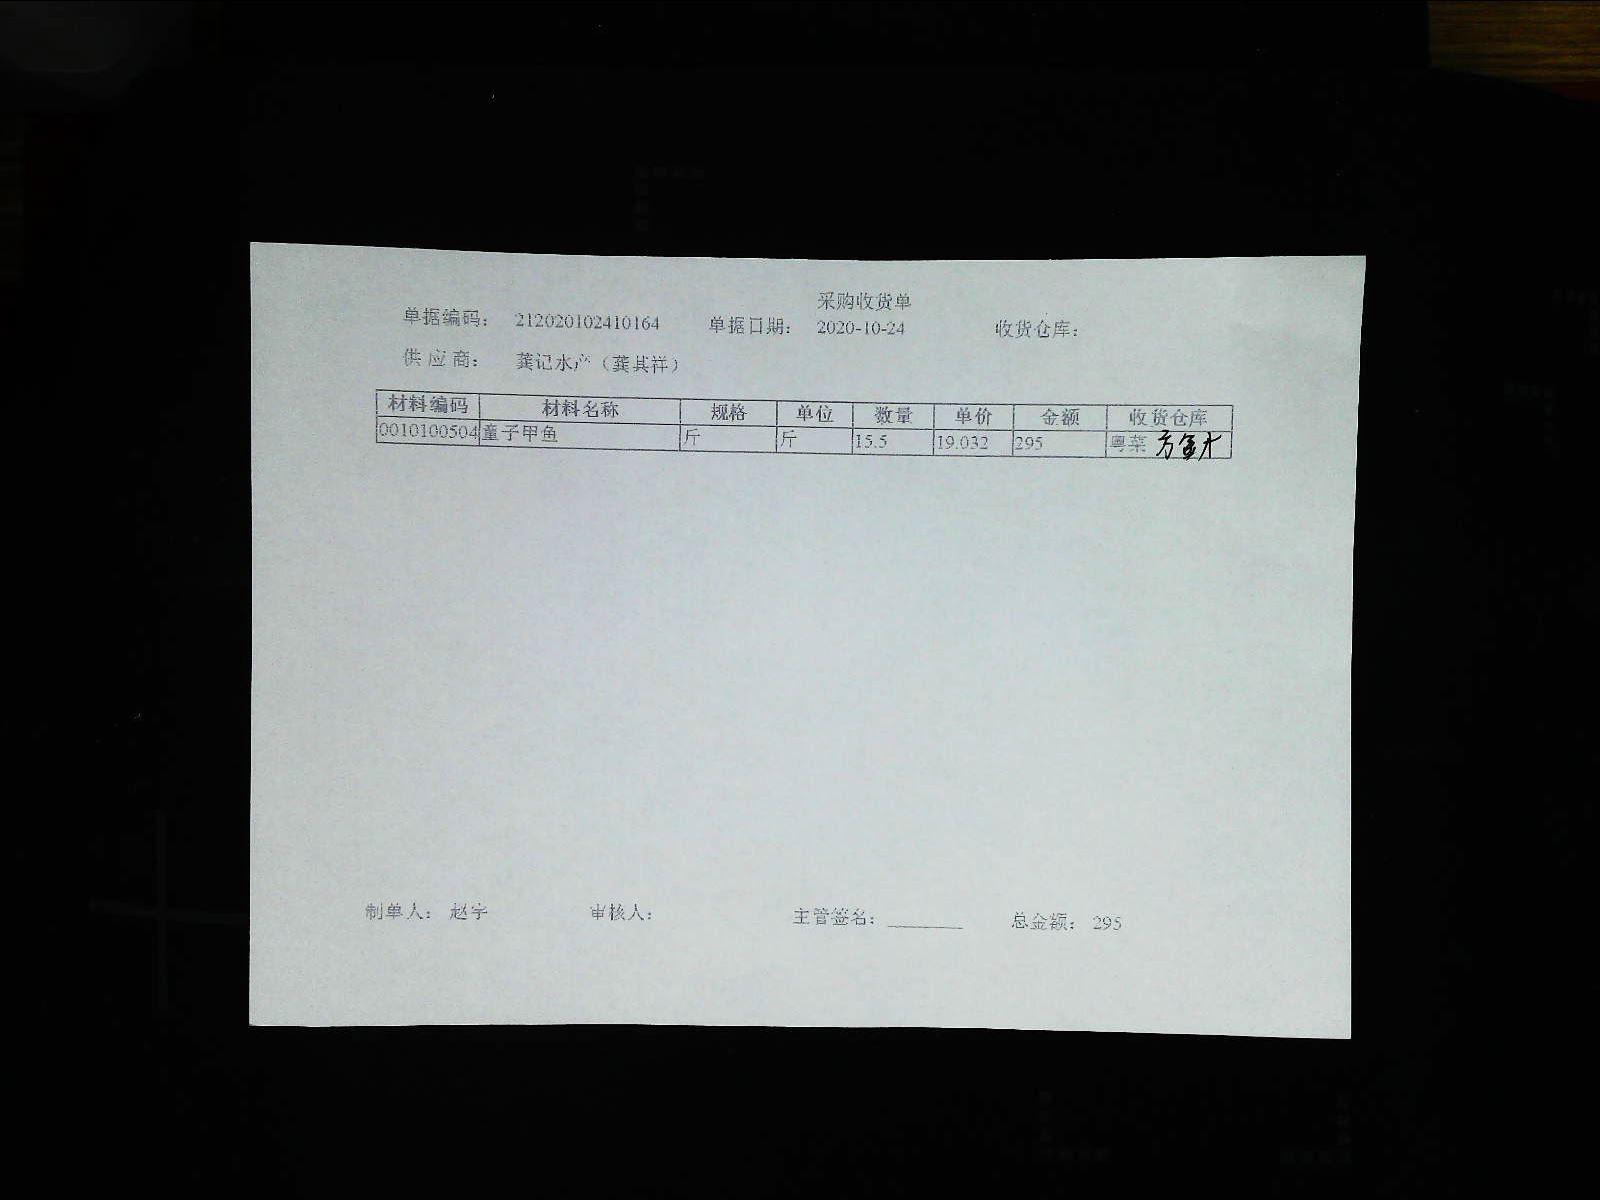 采购收货单
单据编码： 212020102410164 单据日期： 2020-10-24 收货仓库：
供 应 商： 龚记水产（龚其祥）
材料编码 材料名称 规格 单位 数量 单价 金额 收货仓库
0010100504 童子甲鱼 斤 斤 15.5 19.032 295 粤菜
制单人： 赵宇 审核人： 主管签名： 总金额： 295